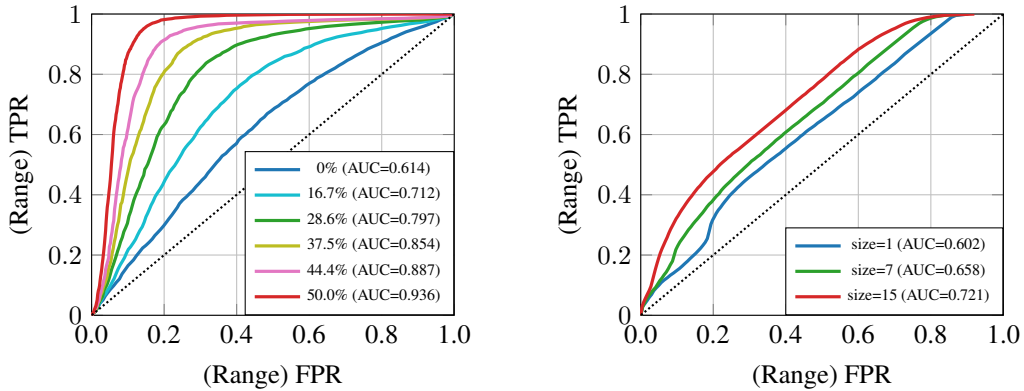 1
0.8
0.6
0.4
0.2
0
0.0
0.2
0.4
0.6
0.8
1.0
(Range) TPR
(Range) FPR
0% (AUC=0.614)
16.7% (AUC=0.712)
28.6% (AUC=0.797)
37.5% (AUC=0.854)
44.4% (AUC=0.887)
50.0% (AUC=0.936)
1
0.8
0.6
0.4
0.2
0
0.0
0.2
0.4
0.6
0.8
1.0
(Range) TPR
(Range) FPR
size=1 (AUC=0.602)
size=7 (AUC=0.658)
size=15 (AUC=0.721)